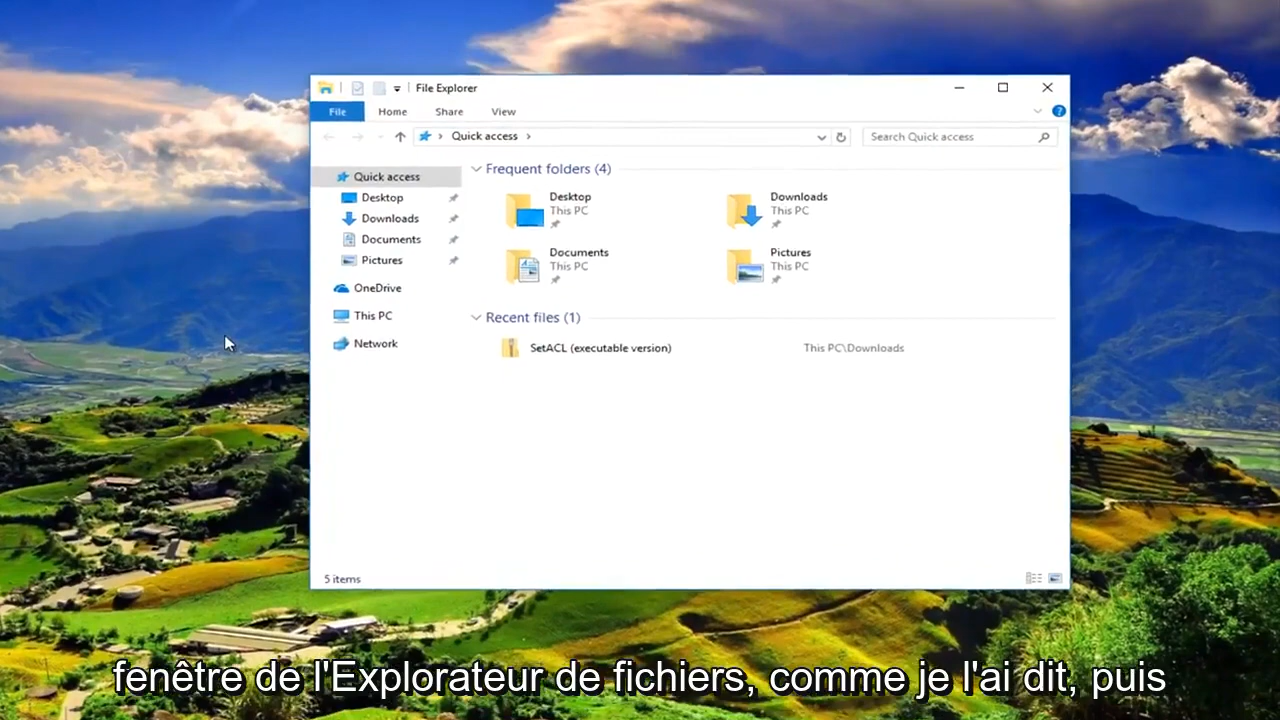 File Explorer
File Home Share View
Quick access Search Quick access
Quick access
Desktop
Downloads
Documents
Pictures
OneDrive
This PC
Network
Frequent folders (4)
Desktop
This PC
Downloads
This PC
Documents
This PC
Pictures
This PC
Recent files (1)
SetACL (executable version) This PC\Downloads
5 items
fenêtre de l'Explorateur de fichiers, comme je l'ai dit, puis